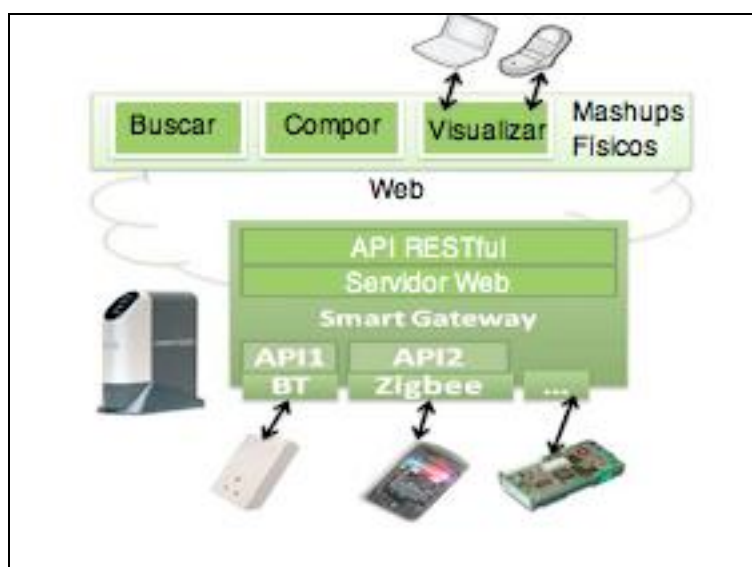 Buscar
Compor
Visualizar
Mashups
Físicos
Web
API RESTful
Servidor Web
Smart Gateway
API1
API2
BT
Zigbee
...